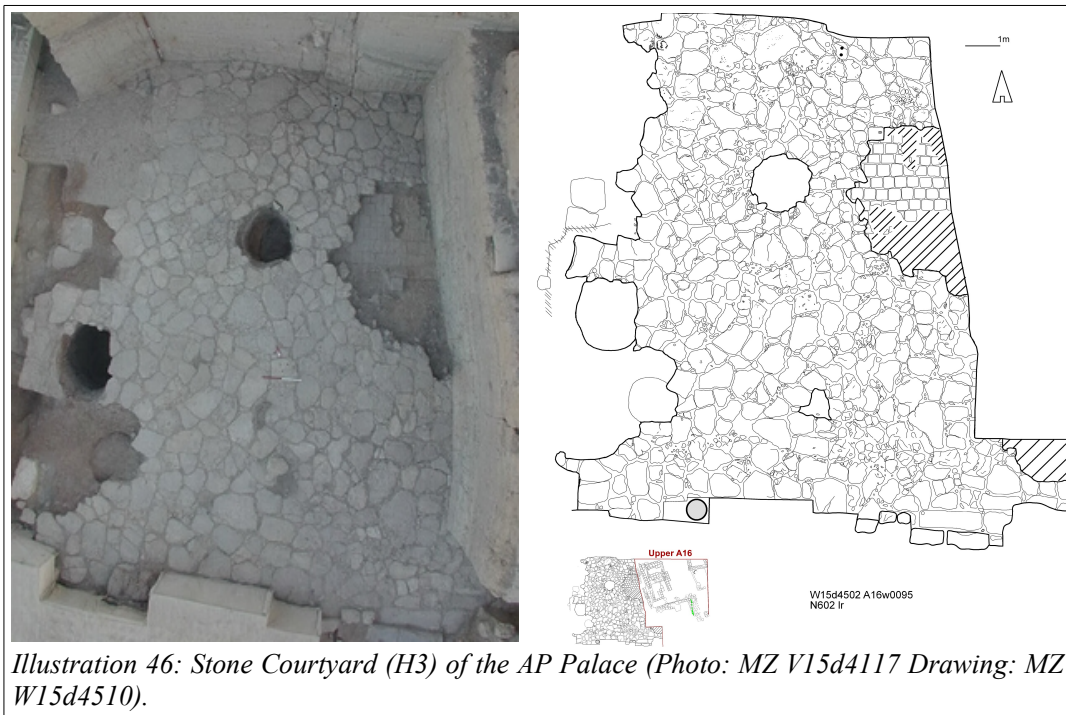 1m
Upper A16
W15d4502 A16w0095
N602 lr
Illustration 46: Stone Courtyard (H3) of the AP Palace (Photo: MZ V15d4117 Drawing: MZ
W15d4510).